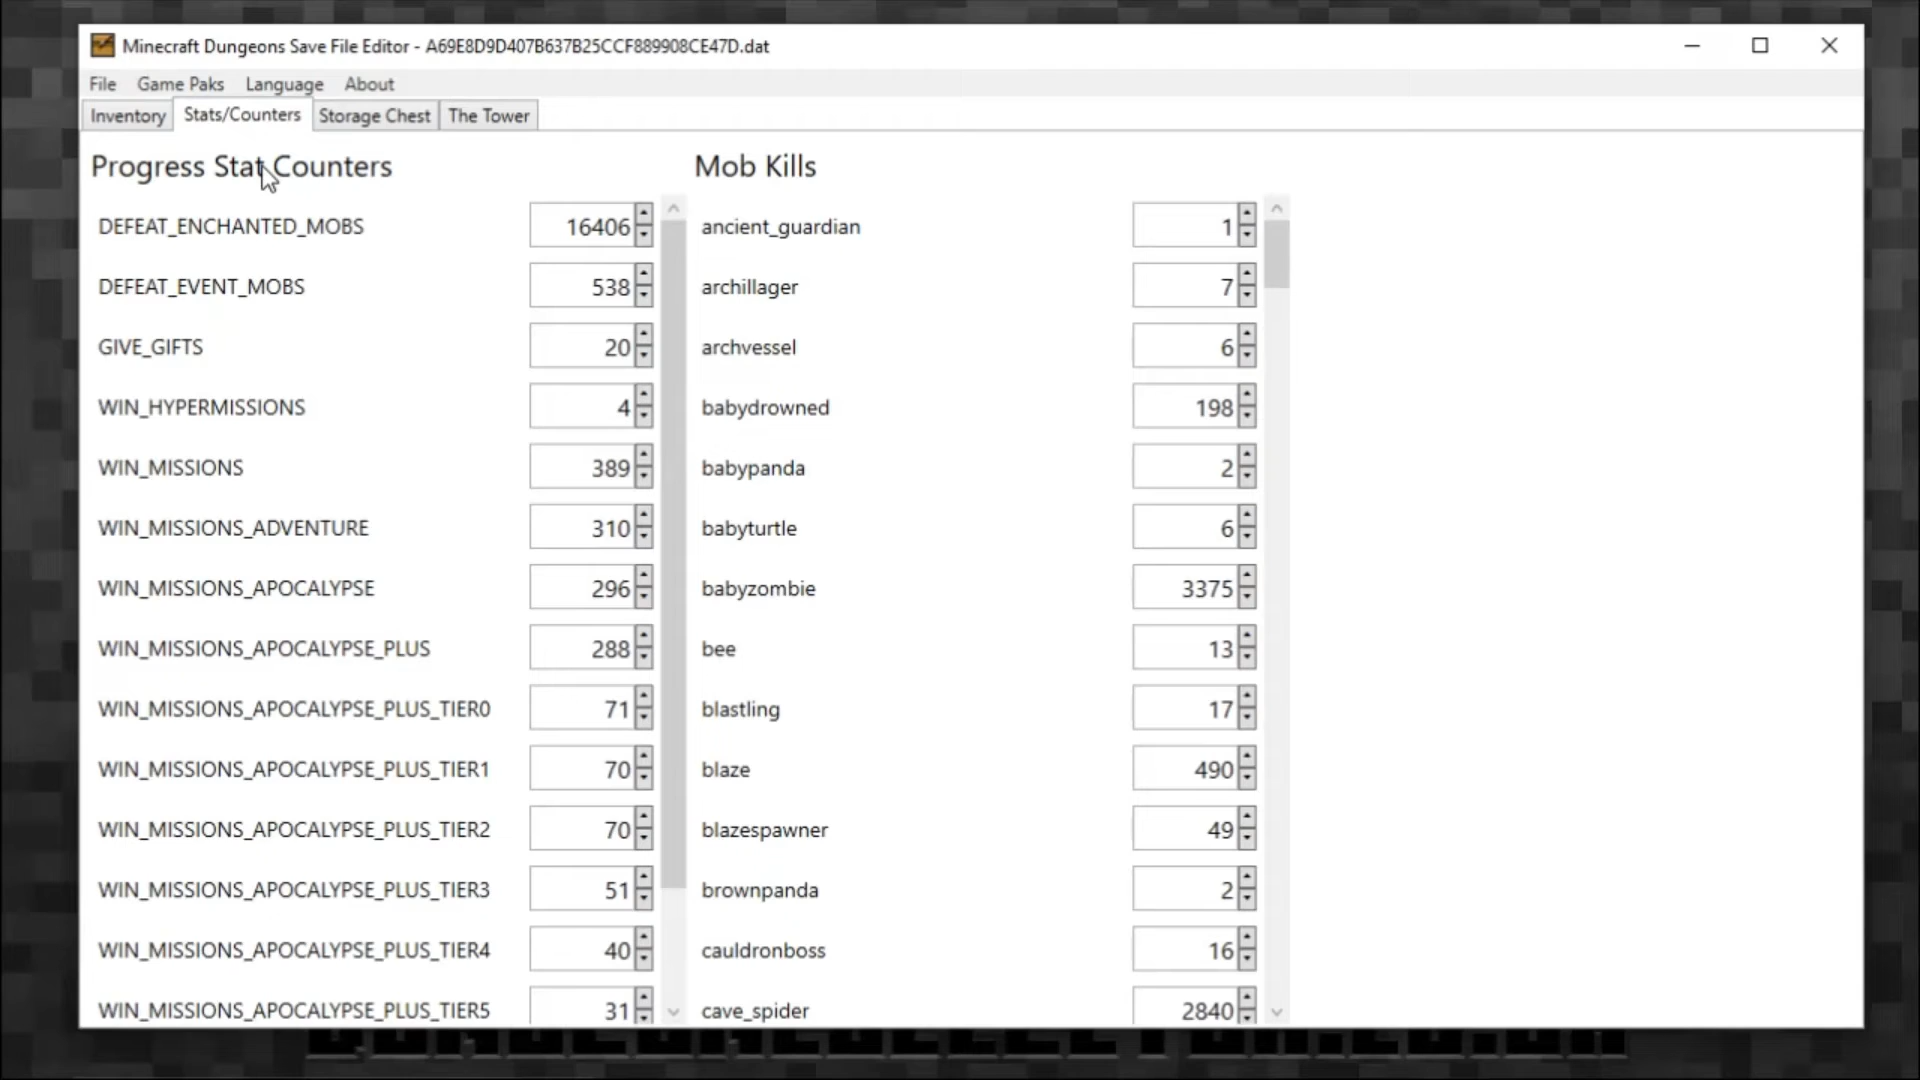 Minecraft Dungeons Save File Editor - A69E8D9D407B637B25CCF889908CE47D.dat
File Game Paks Language About
Inventory Stats/Counters Storage Chest The Tower
Progress Stat Counters Mob Kills
DEFEAT_ENCHANTED_MOBS 16406 ancient_guardian 1
DEFEAT_EVENT_MOBS 538 archillager 7
GIVE_GIFTS 20 archvessel 6
WIN_HYPERMISSIONS 4 babydrowned 198
WIN_MISSIONS 389 babypanda 2
WIN_MISSIONS_ADVENTURE 310 babyturtle 6
WIN_MISSIONS_APOCALYPSE 296 babyzombie 3375
WIN_MISSIONS_APOCALYPSE_PLUS 288 bee 13
WIN_MISSIONS_APOCALYPSE_PLUS_TIER0 71 blastling 17
WIN_MISSIONS_APOCALYPSE_PLUS_TIER1 70 blaze 490
WIN_MISSIONS_APOCALYPSE_PLUS_TIER2 70 blazespawner 49
WIN_MISSIONS_APOCALYPSE_PLUS_TIER3 51 brownpanda 2
WIN_MISSIONS_APOCALYPSE_PLUS_TIER4 40 cauldronboss 16
WIN_MISSIONS_APOCALYPSE_PLUS_TIER5 31 cave_spider 2840